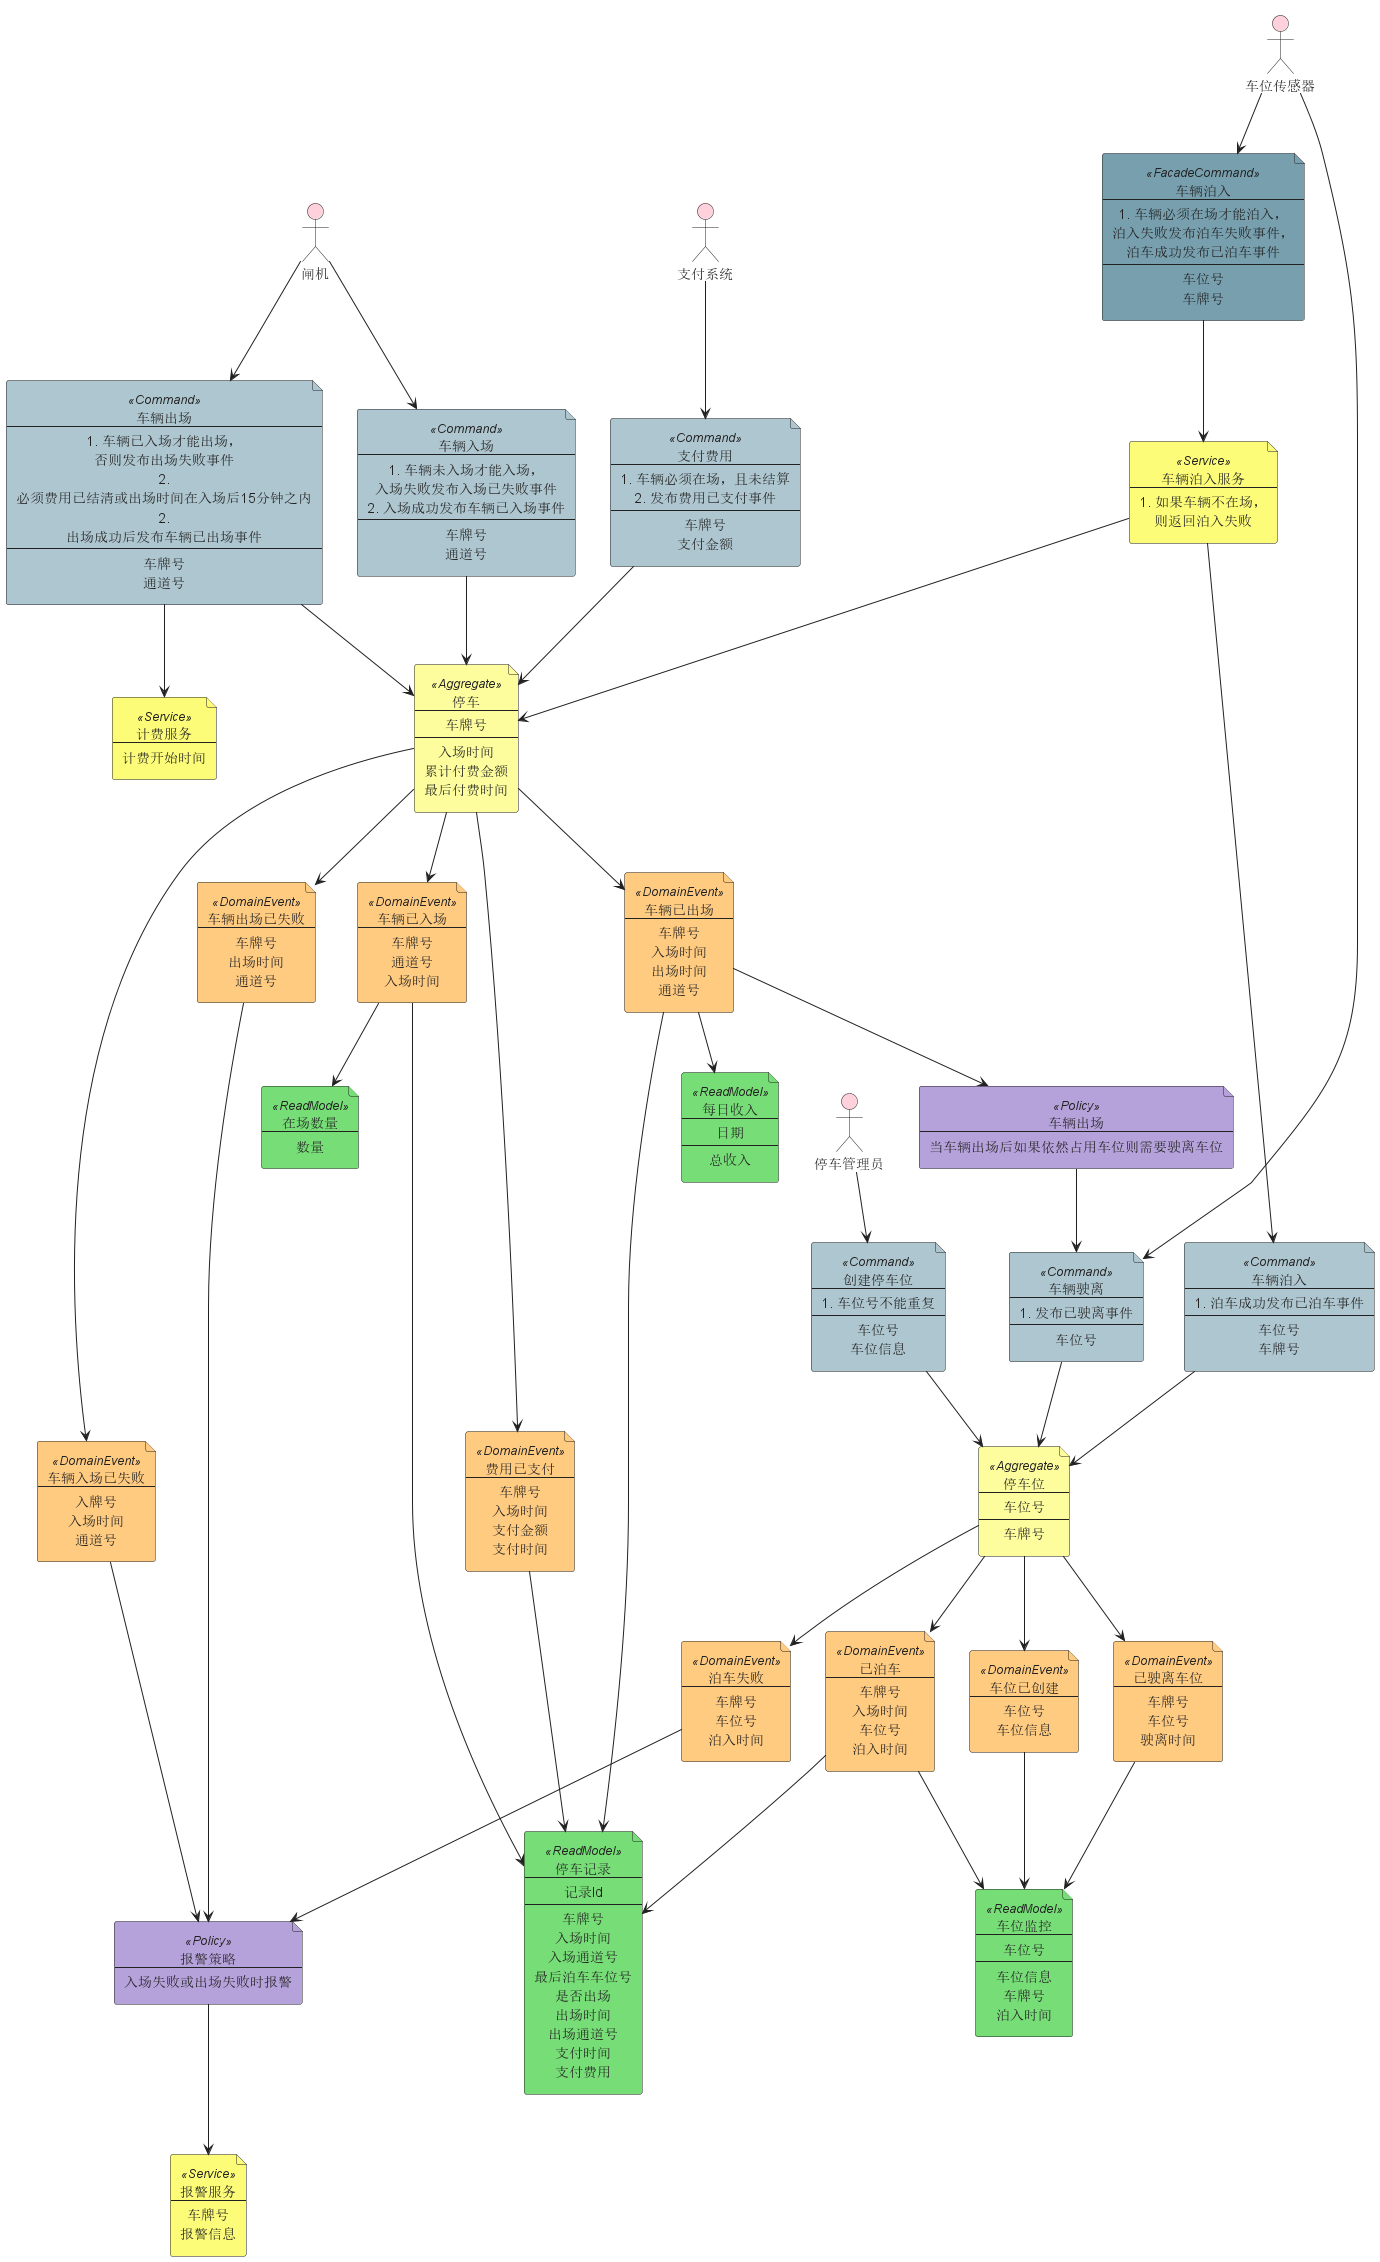 车位传感器
«FacadeCommand»
车辆泊入
1. 车辆必须在场才能泊入，
泊入失败发布泊车失败事件，
泊车成功发布已泊车事件
车位号
车牌号
闸机
支付系统
«Command»
车辆出场
1. 车辆已入场才能出场，
否则发布出场失败事件
2.
必须费用已结清或出场时间在入场后15分钟之内
2.
出场成功后发布车辆已出场事件
车牌号
通道号
«Command»
车辆入场
1. 车辆未入场才能入场，
入场失败发布入场已失败事件
2. 入场成功发布车辆已入场事件
车牌号
通道号
«Command»
支付费用
1. 车辆必须在场，且未结算
2. 发布费用已支付事件
车牌号
支付金额
«Service»
车辆泊入服务
1. 如果车辆不在场，
则返回泊入失败
«Service»
计费服务
计费开始时间
«Aggregate»
停车
车牌号
入场时间
累计付费金额
最后付费时间
«DomainEvent»
车辆出场已失败
车牌号
出场时间
通道号
«DomainEvent»
车辆已入场
车牌号
通道号
入场时间
«DomainEvent»
车辆已出场
车牌号
入场时间
出场时间
通道号
«ReadModel»
在场数量
数量
«ReadModel»
每日收入
日期
总收入
停车管理员
«Policy»
车辆出场
当车辆出场后如果依然占用车位则需要驶离车位
«Command»
创建停车位
1. 车位号不能重复
车位号
车位信息
«Command»
车辆驶离
1. 发布已驶离事件
车位号
«Command»
车辆泊入
1. 泊车成功发布已泊车事件
车位号
车牌号
«DomainEvent»
车辆入场已失败
入牌号
入场时间
通道号
«DomainEvent»
费用已支付
车牌号
入场时间
支付金额
支付时间
«Aggregate»
停车位
车位号
车牌号
«DomainEvent»
泊车失败
车牌号
车位号
泊入时间
«DomainEvent»
已泊车
车牌号
入场时间
车位号
泊入时间
«DomainEvent»
车位已创建
车位号
车位信息
«DomainEvent»
已驶离车位
车牌号
车位号
驶离时间
«Policy»
报警策略
入场失败或出场失败时报警
«ReadModel»
停车记录
记录Id
车牌号
入场时间
入场通道号
最后泊车车位号
是否出场
出场时间
出场通道号
支付时间
支付费用
«ReadModel»
车位监控
车位号
车位信息
车牌号
泊入时间
«Service»
报警服务
车牌号
报警信息